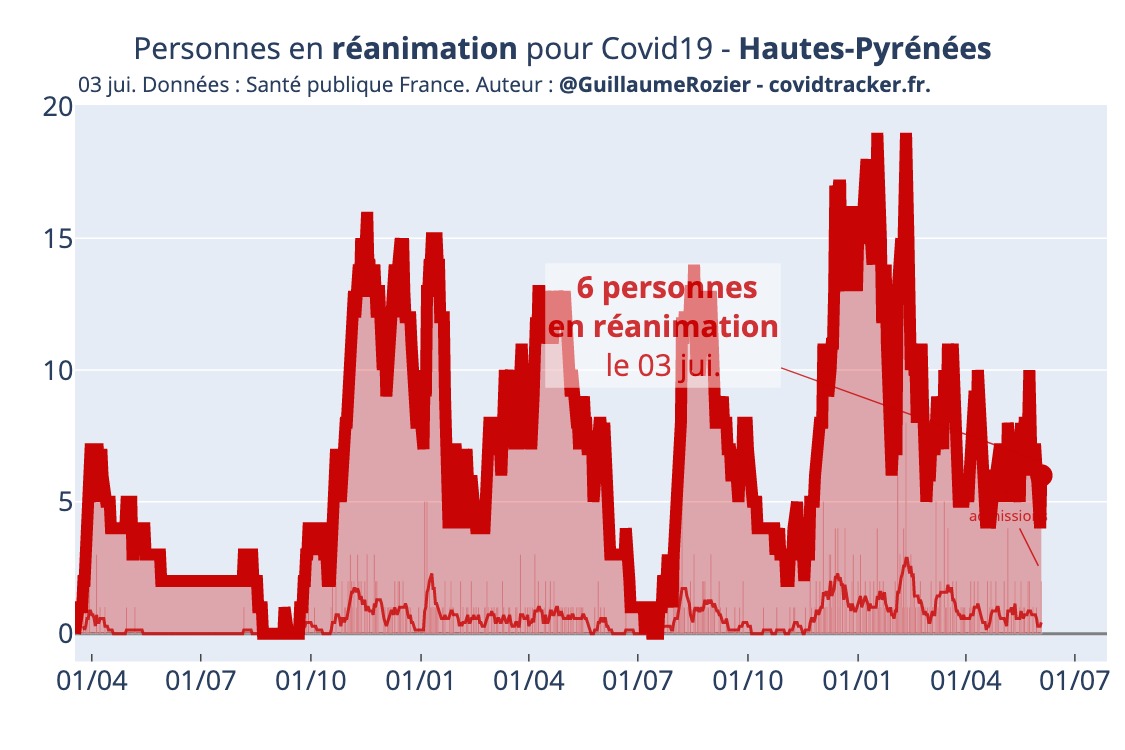 Personnes en réanimation pour Covid19 - Hautes-Pyrénées
03 jui. Données : Santé publique France. Auteur : @GuillaumeRozier - covidtracker.fr.
20
15
10
5
0
6 personnes
en réanimation
le 03 jui.
admissions
01/04 01/07 01/10 01/01 01/04 01/07 01/10 01/01 01/04 01/07